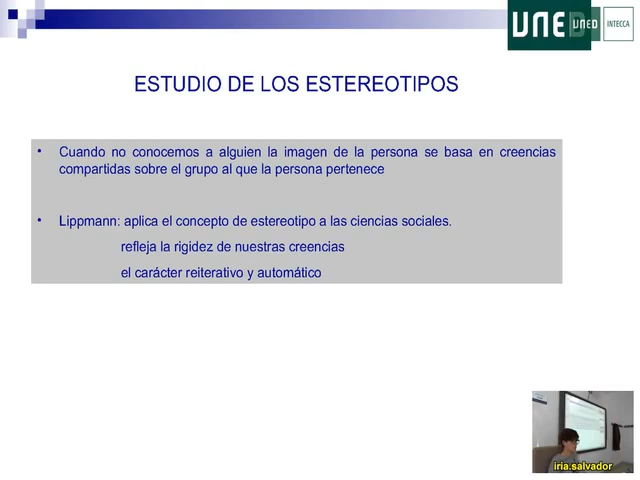 UNED
UNED
INTECCA
ESTUDIO DE LOS ESTEREOTIPOS
• Cuando no conocemos a alguien la imagen de la persona se basa en creencias
compartidas sobre el grupo al que la persona pertenece
• Lippmann: aplica el concepto de estereotipo a las ciencias sociales.
refleja la rigidez de nuestras creencias
el carácter reiterativo y automático
iria.salvador